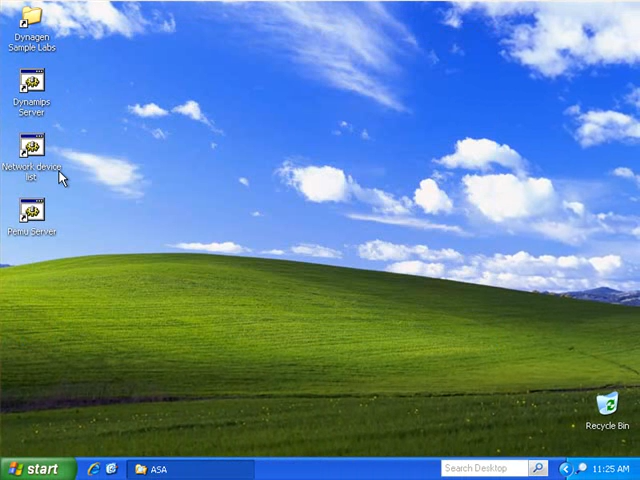 Dynagen
Sample Labs
Dynamips
Server
Network device
list
Pemu Server
Recycle Bin
start
ASA
Search Desktop
11:25 AM